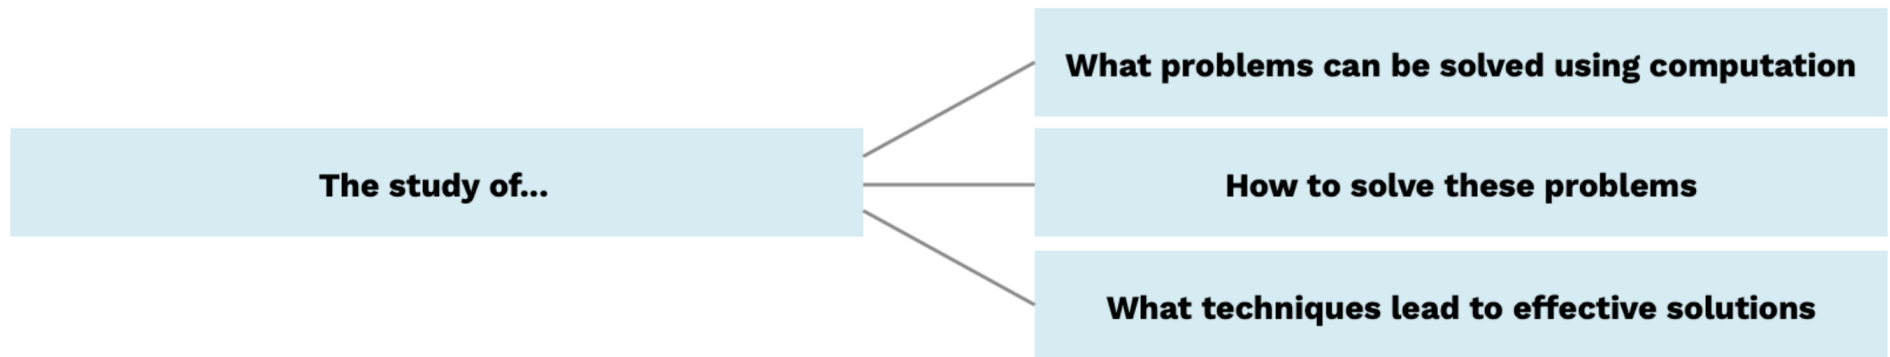 The study of...
What problems can be solved using computation
How to solve these problems
What techniques lead to effective solutions